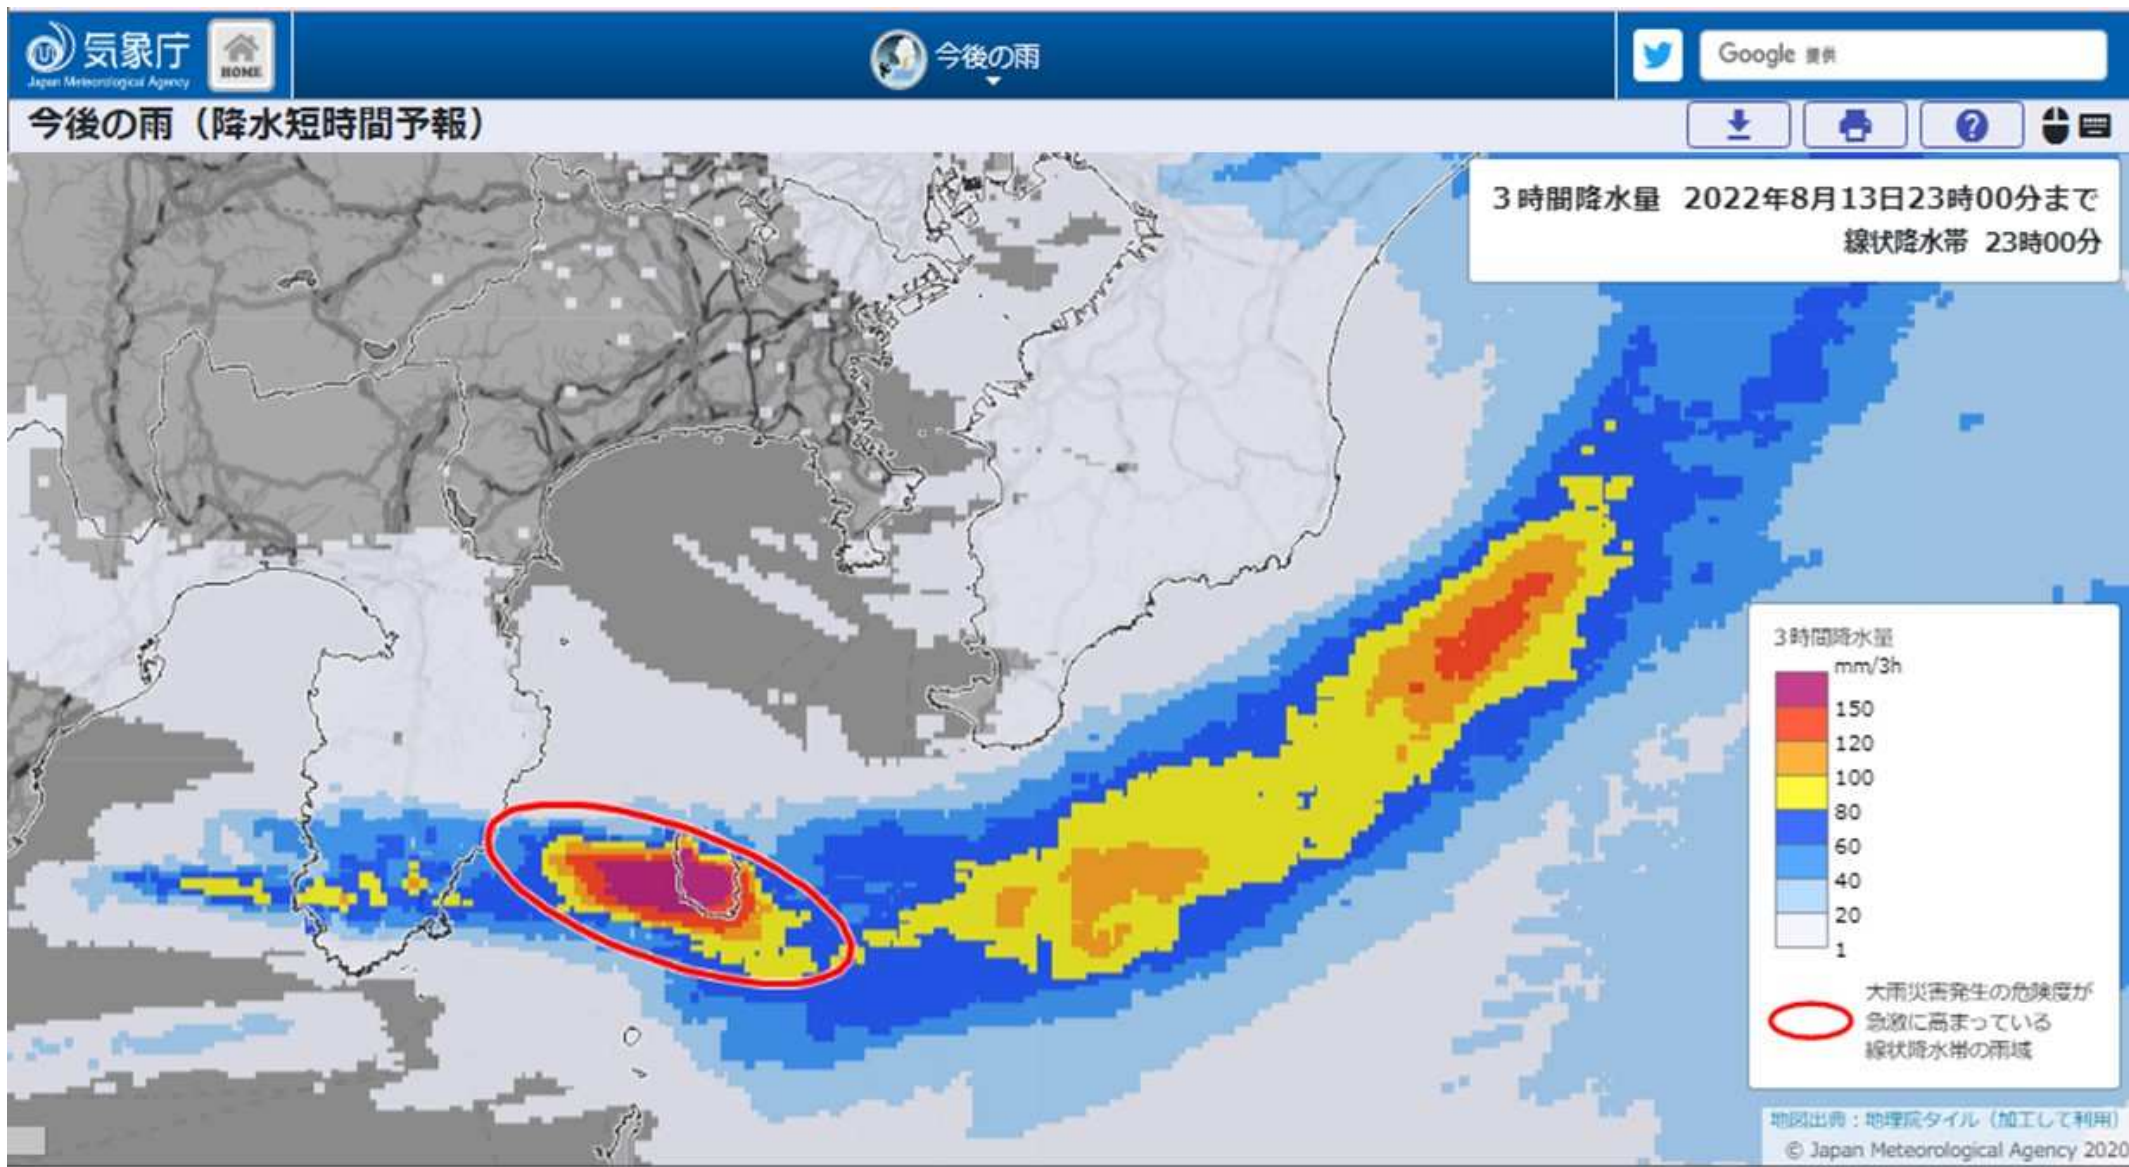 気象庁
Japan Meteorological Agency
HOME
今後の雨
Google 提供
今後の雨（降水短時間予報）
３時間降水量 2022年8月13日23時00分まで
線状降水帯 23時00分
３時間降水量
mm/3h
150
120
100
80
60
40
20
1
大雨災害発生の危険度が
急激に高まっている
線状降水帯の雨域
地図出典：地理院タイル（加工して利用）
© Japan Meteorological Agency 2020